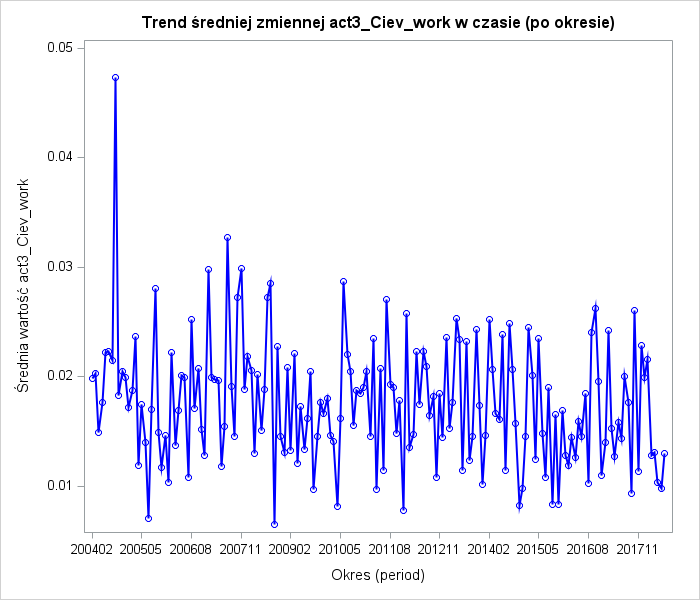 Trend średniej zmiennej act3_Ciev_work w czasie (po okresie)
0.05
0.04
0.03
0.02
0.01
Średnia wartość act3_Ciev_work
200402 200505 200608 200711 200902 201005 201108 201211 201402 201505 201608 201711
Okres (period)